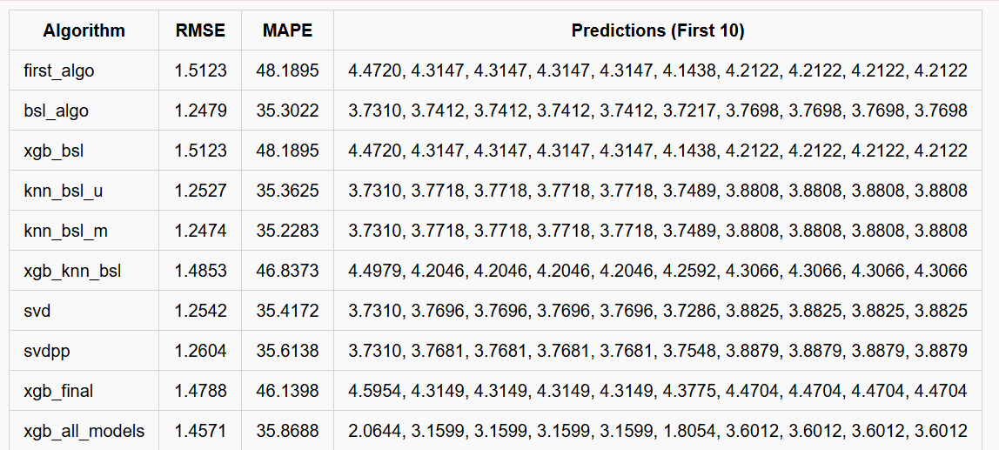 Algorithm RMSE MAPE Predictions (First 10)
first_algo 1.5123 48.1895 4.4720, 4.3147, 4.3147, 4.3147, 4.3147, 4.1438, 4.2122, 4.2122, 4.2122, 4.2122
bsl_algo 1.2479 35.3022 3.7310, 3.7412, 3.7412, 3.7412, 3.7412, 3.7217, 3.7698, 3.7698, 3.7698, 3.7698
xgb_bsl 1.5123 48.1895 4.4720, 4.3147, 4.3147, 4.3147, 4.3147, 4.1438, 4.2122, 4.2122, 4.2122, 4.2122
knn_bsl_u 1.2527 35.3625 3.7310, 3.7718, 3.7718, 3.7718, 3.7718, 3.7489, 3.8808, 3.8808, 3.8808, 3.8808
knn_bsl_m 1.2474 35.2283 3.7310, 3.7718, 3.7718, 3.7718, 3.7718, 3.7489, 3.8808, 3.8808, 3.8808, 3.8808
xgb_knn_bsl 1.4853 46.8373 4.4979, 4.2046, 4.2046, 4.2046, 4.2046, 4.2592, 4.3066, 4.3066, 4.3066, 4.3066
svd 1.2542 35.4172 3.7310, 3.7696, 3.7696, 3.7696, 3.7696, 3.7286, 3.8825, 3.8825, 3.8825, 3.8825
svdpp 1.2604 35.6138 3.7310, 3.7681, 3.7681, 3.7681, 3.7681, 3.7548, 3.8879, 3.8879, 3.8879, 3.8879
xgb_final 1.4788 46.1398 4.5954, 4.3149, 4.3149, 4.3149, 4.3149, 4.3775, 4.4704, 4.4704, 4.4704, 4.4704
xgb_all_models 1.4571 35.8688 2.0644, 3.1599, 3.1599, 3.1599, 3.1599, 1.8054, 3.6012, 3.6012, 3.6012, 3.6012